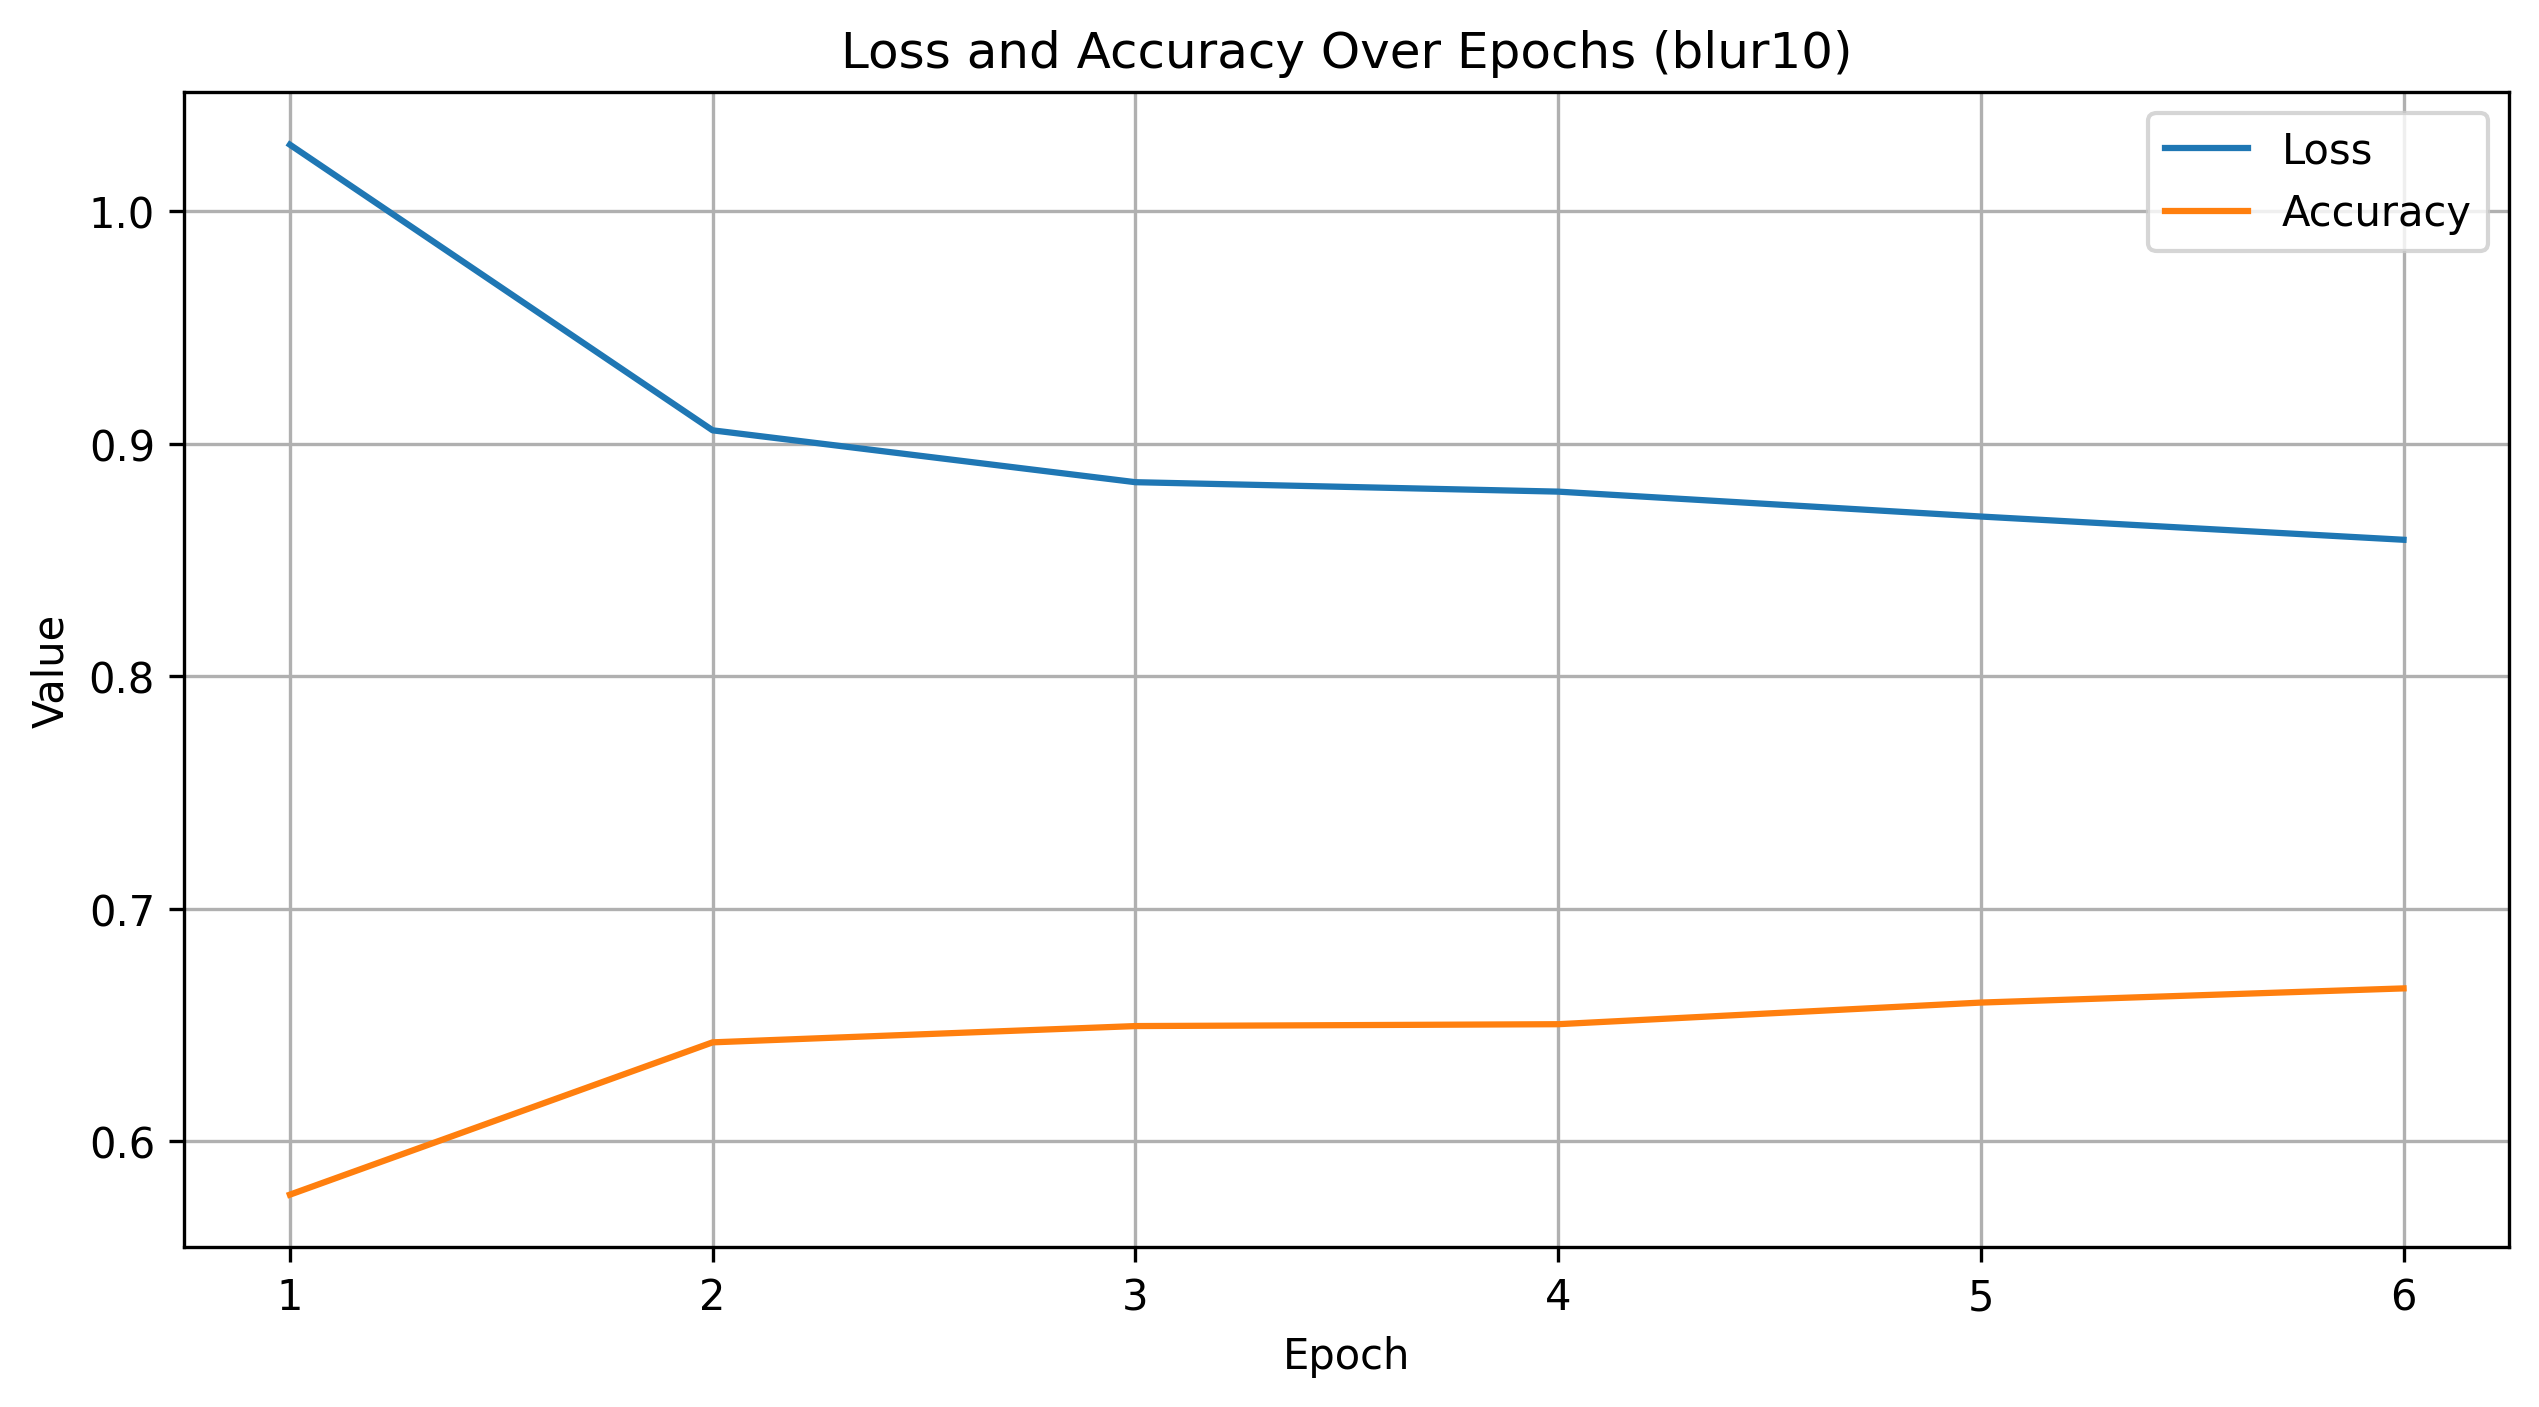 Loss and Accuracy Over Epochs (blur10)
Loss
Accuracy
1.0
0.9
0.8
0.7
0.6
Value
1 2 3 4 5 6
Epoch